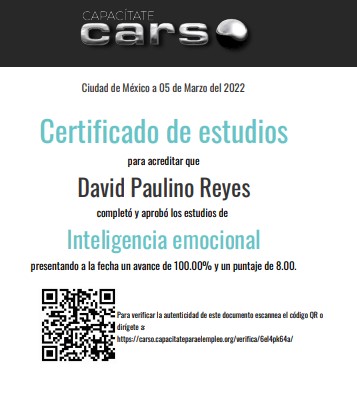 CAPACÍTATE
carso
Ciudad de México a 05 de Marzo del 2022
Certificado de estudios
para acreditar que
David Paulino Reyes
completó y aprobó los estudios de
Inteligencia emocional
presentando a la fecha un avance de 100.00% y un puntaje de 8.00.
Para verificar la autenticidad de este documento escannea el código QR o
dirígete a:
https://carso.capacitateparaelempleo.org/verifica/6el4pk64a/